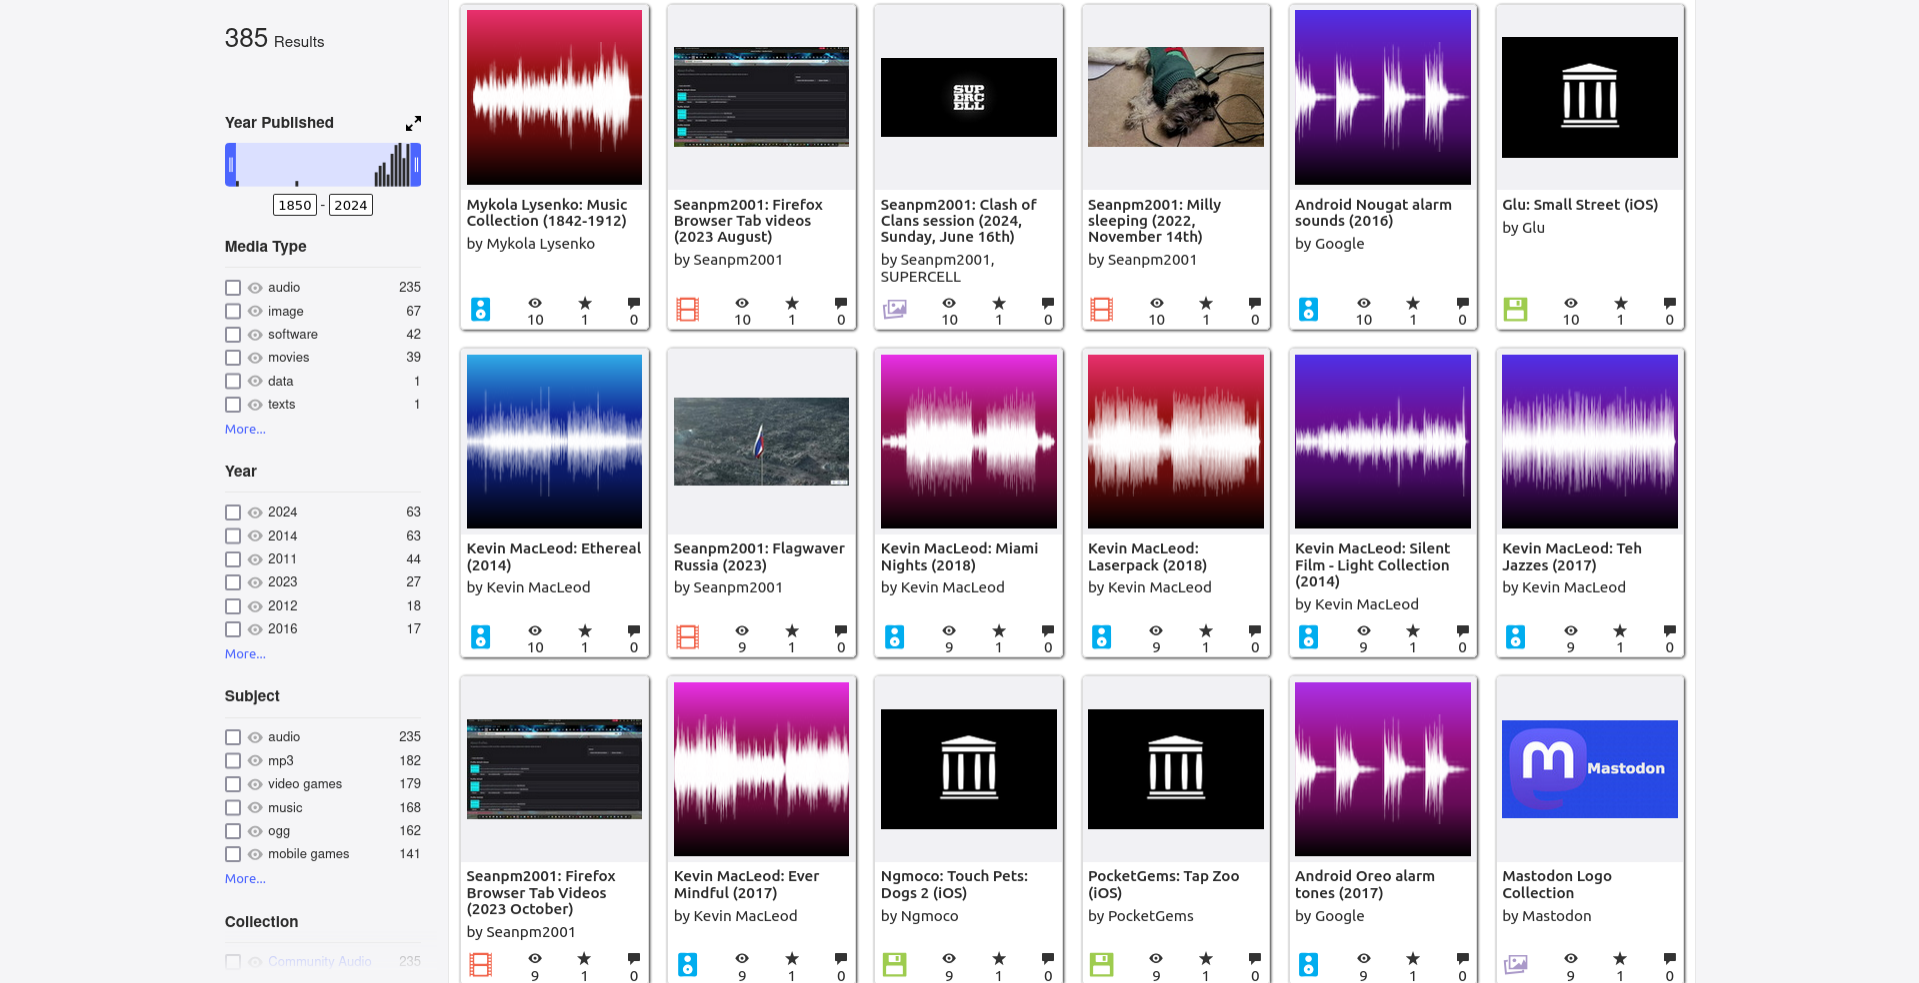 385 Results
Year Published
1850 - 2024
Media Type
audio 235
image 67
software 42
movies 39
data 1
texts 1
More...
Year
2024 63
2014 63
2011 44
2023 27
2012 18
2016 17
More...
Subject
audio 235
mp3 182
video games 179
music 168
ogg 162
mobile games 141
More...
Collection
Community Audio 235
Mykola Lysenko: Music
Collection (1842-1912)
by Mykola Lysenko
10 1 0
Seanpm2001: Firefox
Browser Tab videos
(2023 August)
by Seanpm2001
10 1 0
SUP
ERC
ELL
Seanpm2001: Clash of
Clans session (2024,
Sunday, June 16th)
by Seanpm2001,
SUPERCELL
10 1 0
Seanpm2001: Milly
sleeping (2022,
November 14th)
by Seanpm2001
10 1 0
Android Nougat alarm
sounds (2016)
by Google
10 1 0
Glu: Small Street (iOS)
by Glu
10 1 0
Kevin MacLeod: Ethereal
(2014)
by Kevin MacLeod
10 1 0
Seanpm2001: Flagwaver
Russia (2023)
by Seanpm2001
9 1 0
Kevin MacLeod: Miami
Nights (2018)
by Kevin MacLeod
9 1 0
Kevin MacLeod:
Laserpack (2018)
by Kevin MacLeod
9 1 0
Kevin MacLeod: Silent
Film - Light Collection
(2014)
by Kevin MacLeod
9 1 0
Kevin MacLeod: Teh
Jazzes (2017)
by Kevin MacLeod
9 1 0
Seanpm2001: Firefox
Browser Tab Videos
(2023 October)
by Seanpm2001
9 1 0
Kevin MacLeod: Ever
Mindful (2017)
by Kevin MacLeod
9 1 0
Ngmoco: Touch Pets:
Dogs 2 (iOS)
by Ngmoco
9 1 0
PocketGems: Tap Zoo
(iOS)
by PocketGems
9 1 0
Android Oreo alarm
tones (2017)
by Google
9 1 0
Mastodon
Mastodon Logo
Collection
by Mastodon
9 1 0